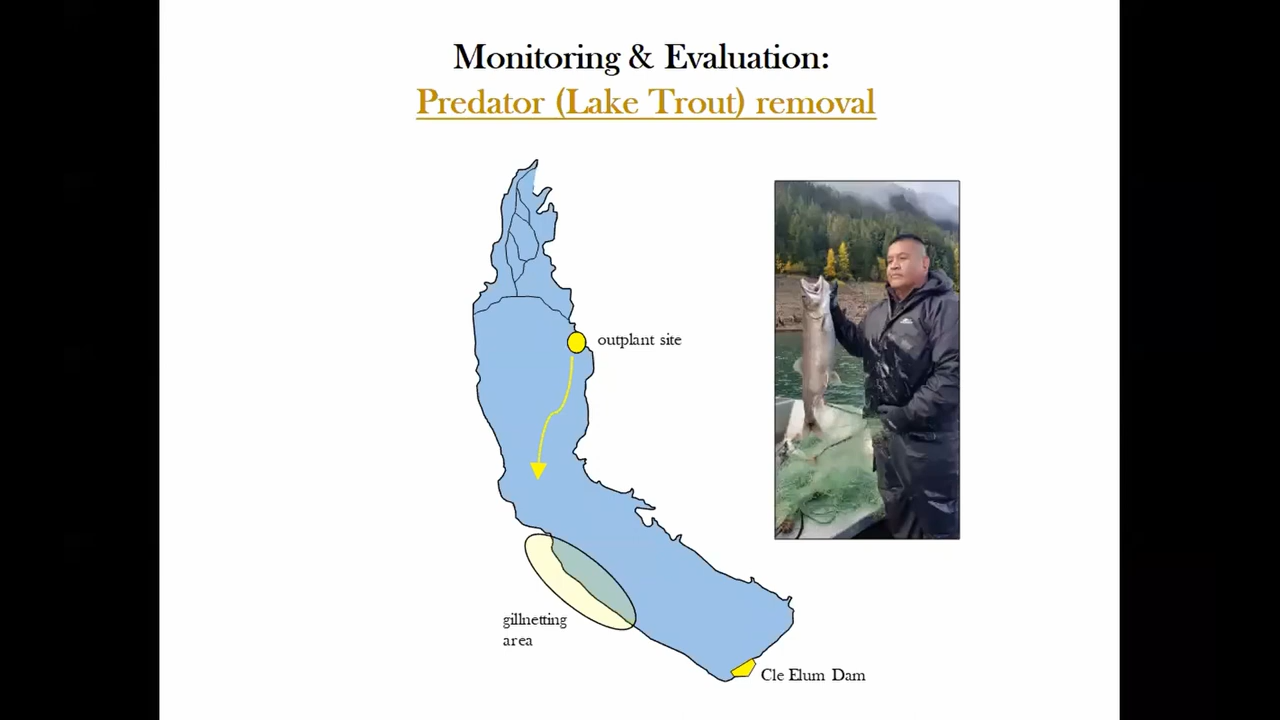 Monitoring & Evaluation:
Predator (Lake Trout) removal
outplant site
gillnetting
area
Cle Elum Dam